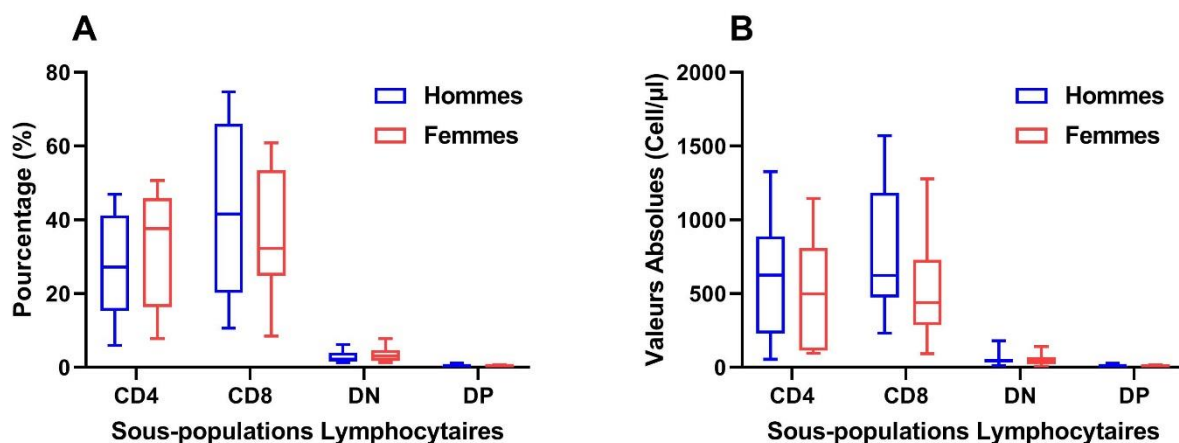 A
Pourcentage (%)
80
60
40
20
0
Hommes
Femmes
CD4 CD8 DN DP
Sous-populations Lymphocytaires
B
Valeurs Absolues (Cell/µl)
2000
1500
1000
500
0
Hommes
Femmes
CD4 CD8 DN DP
Sous-populations Lymphocytaires